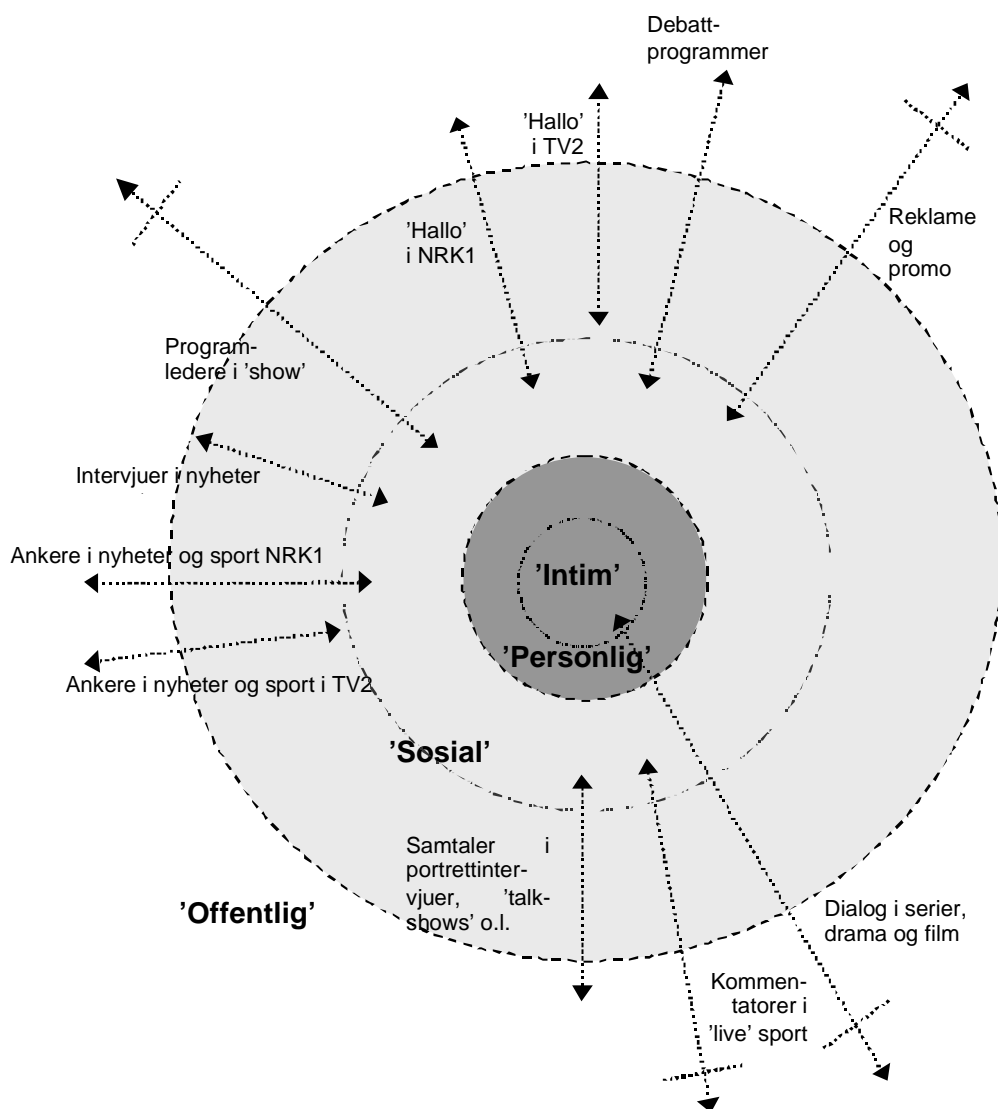 Debatt-
programmer
'Hallo'
i TV2
'Hallo'
i NRK1
Reklame
og
promo
Program-
ledere i 'show'
Intervjuer i nyheter
Ankere i nyheter og sport NRK1
'Intim'
'Personlig'
Ankere i nyheter og sport i TV2
'Sosial'
Samtaler i
portrettinter-
vjuer, 'talk-
shows' o.l.
'Offentlig'
Dialog i serier,
drama og film
Kommen-
tatorer i
'live' sport